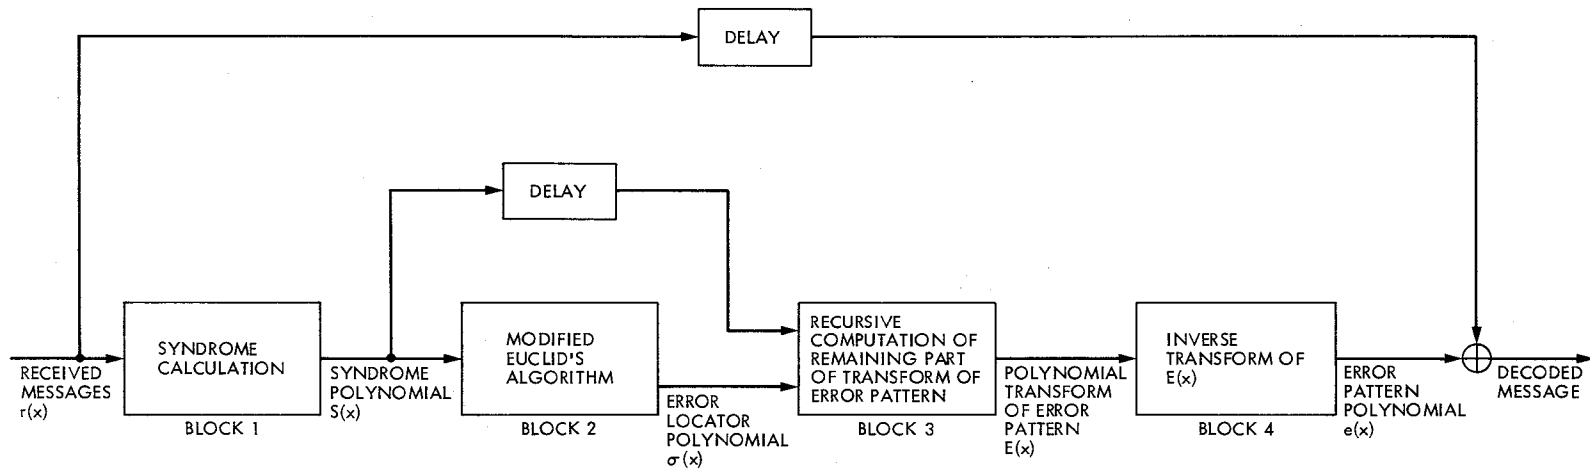 DELAY
DELAY
SYNDROME
CALCULATION
MODIFIED
EUCLID'S
ALGORITHM
RECURSIVE
COMPUTATION OF
REMAINING PART
OF TRANSFORM OF
ERROR PATTERN
INVERSE
TRANSFORM OF
E(x)
RECEIVED
MESSAGES
r(x)
BLOCK 1
SYNDROME
POLYNOMIAL
S(x)
BLOCK 2
ERROR
LOCATOR
POLYNOMIAL
σ(x)
BLOCK 3
POLYNOMIAL
TRANSFORM
OF ERROR
PATTERN
E(x)
BLOCK 4
ERROR
PATTERN
POLYNOMIAL
e(x)
DECODED
MESSAGE